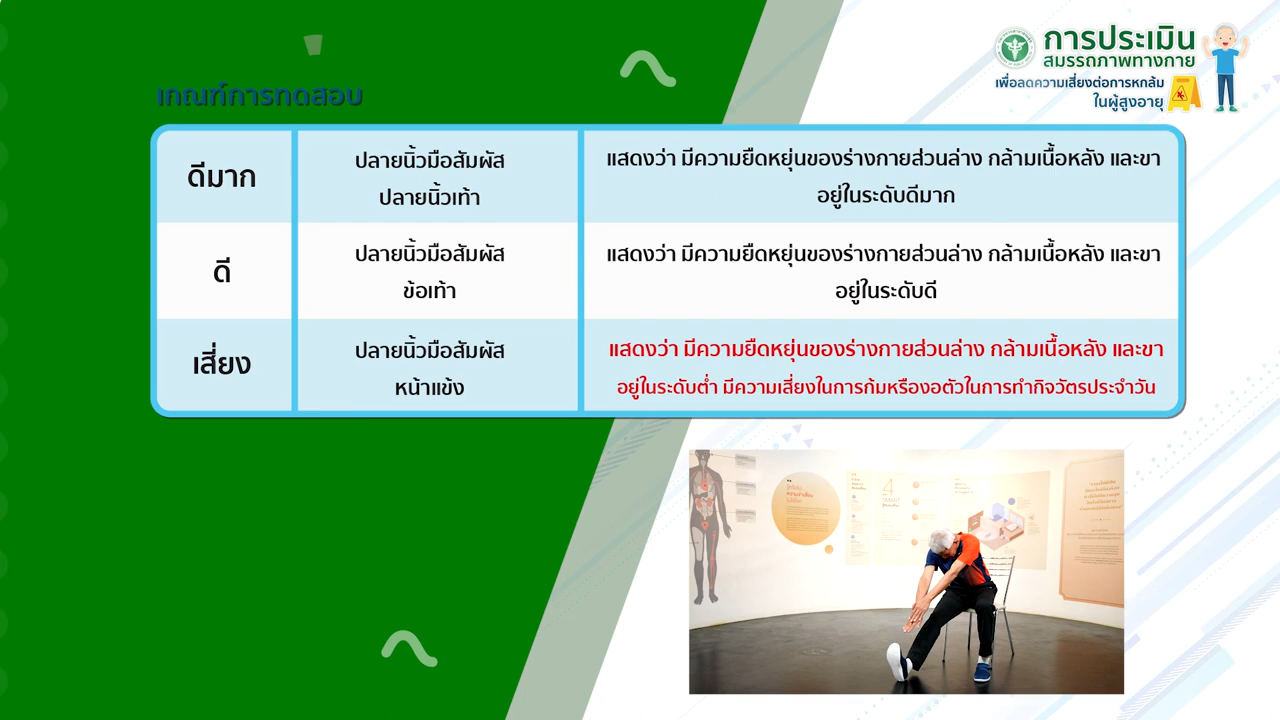 การประเมิน
สมรรถภาพทางกาย
เพื่อลดความเสี่ยงต่อการหกล้ม
ในผู้สูงอายุ
เกณฑ์การทดสอบ
ดีมาก
ปลายนิ้วมือสัมผัส
ปลายนิ้วเท้า
แสดงว่า มีความยืดหยุ่นของร่างกายส่วนล่าง กล้ามเนื้อหลัง และขา
อยู่ในระดับดีมาก
ดี
ปลายนิ้วมือสัมผัส
ข้อเท้า
แสดงว่า มีความยืดหยุ่นของร่างกายส่วนล่าง กล้ามเนื้อหลัง และขา
อยู่ในระดับดี
เสี่ยง
ปลายนิ้วมือสัมผัส
หน้าแข้ง
แสดงว่า มีความยืดหยุ่นของร่างกายส่วนล่าง กล้ามเนื้อหลัง และขา
อยู่ในระดับต่ำ มีความเสี่ยงในการก้มหรืองอตัวในการทำกิจวัตรประจำวัน